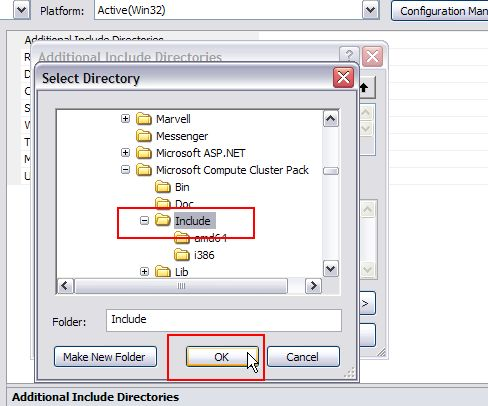 Platform: Active(Win32) Configuration Man
Additional Include Directories
Additional Include Directories
Select Directory
Marvell
Messenger
Microsoft ASP.NET
Microsoft Compute Cluster Pack
Bin
Doc
Include
amd64
i386
Lib
Folder: Include
Make New Folder OK Cancel
Additional Include Directories